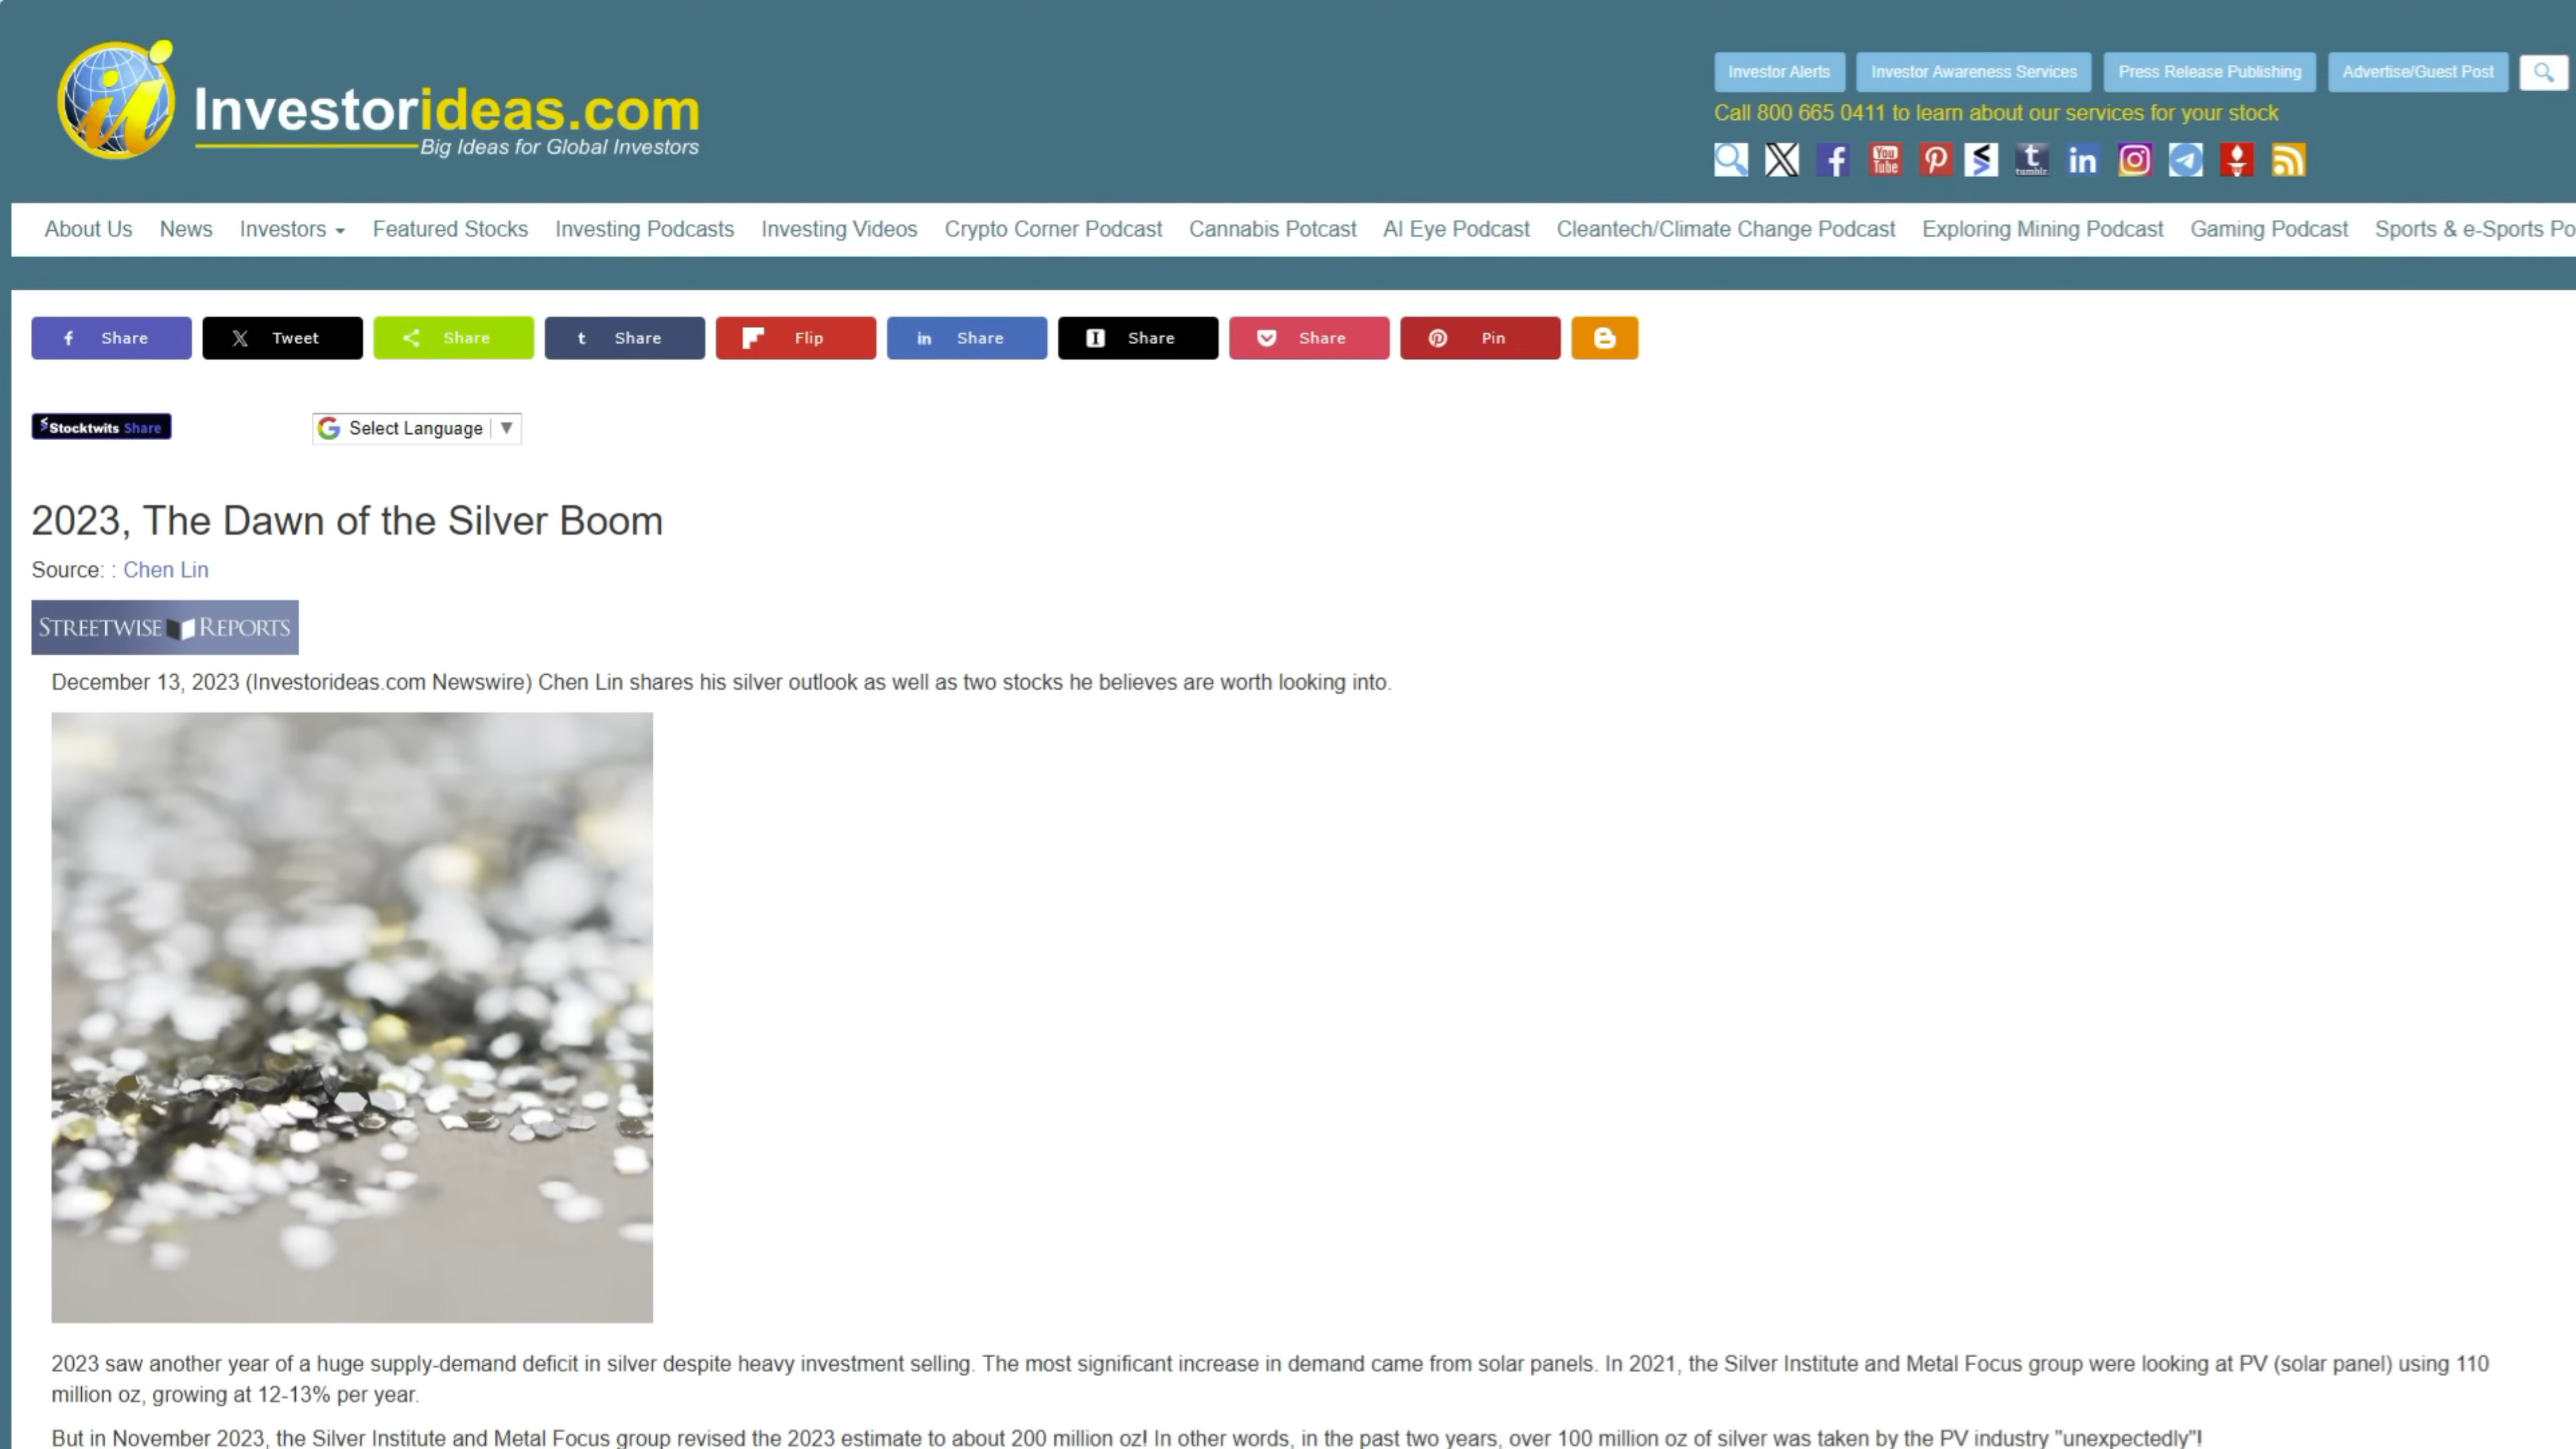 Investorideas.com
Big Ideas for Global Investors
Investor Alerts Investor Awareness Services Press Release Publishing Advertise/Guest Post
Call 800 665 0411 to learn about our services for your stock
You Tube t tumblr. in
About Us News Investors Featured Stocks Investing Podcasts Investing Videos Crypto Corner Podcast Cannabis Potcast AI Eye Podcast Cleantech/Climate Change Podcast Exploring Mining Podcast Gaming Podcast Sports & e-Sports Po
Share Tweet Share t Share Flip in Share Share Share Pin
Stocktwits Share
Select Language ▼
2023, The Dawn of the Silver Boom
Source: : Chen Lin
STREETWISE REPORTS
December 13, 2023 (Investorideas.com Newswire) Chen Lin shares his silver outlook as well as two stocks he believes are worth looking into.
2023 saw another year of a huge supply-demand deficit in silver despite heavy investment selling. The most significant increase in demand came from solar panels. In 2021, the Silver Institute and Metal Focus group were looking at PV (solar panel) using 110
million oz, growing at 12-13% per year.
But in November 2023, the Silver Institute and Metal Focus group revised the 2023 estimate to about 200 million oz! In other words, in the past two years, over 100 million oz of silver was taken by the PV industry "unexpectedly"!